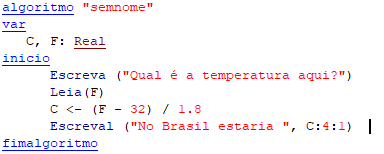 algoritmo "semnome"
var
C, F: Real
inicio
Escreva ("Qual é a temperatura aqui?")
Leia(F)
C <- (F - 32) / 1.8
Escreval ("No Brasil estaria ", C:4:1)
fimalgoritmo